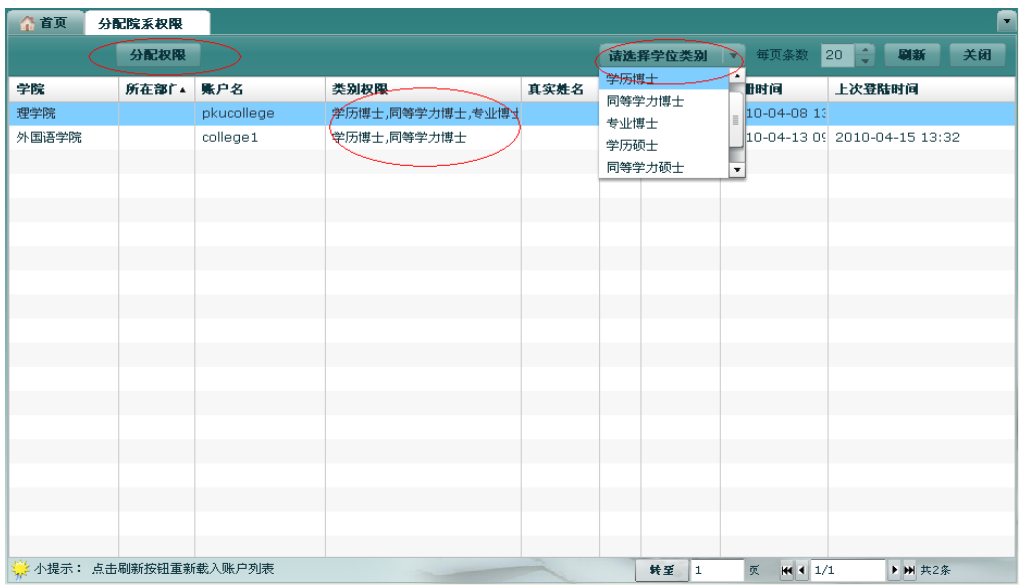 首页 分配院系权限
分配权限 请选择学位类别 每页条数 20 刷新 关闭
学院 所在部门 账户名 类别权限 真实姓名 册时间 上次登陆时间
学历博士
理学院 pkucollege 学历博士,同等学力博士,专业博士 10-04-08 13
同等学力博士
专业博士
外国语学院 college1 学历博士,同等学力博士 10-04-13 09 2010-04-15 13:32
学历硕士
同等学力硕士
小提示： 点击刷新按钮重新载入账户列表 转至 1 页 1/1 共2条